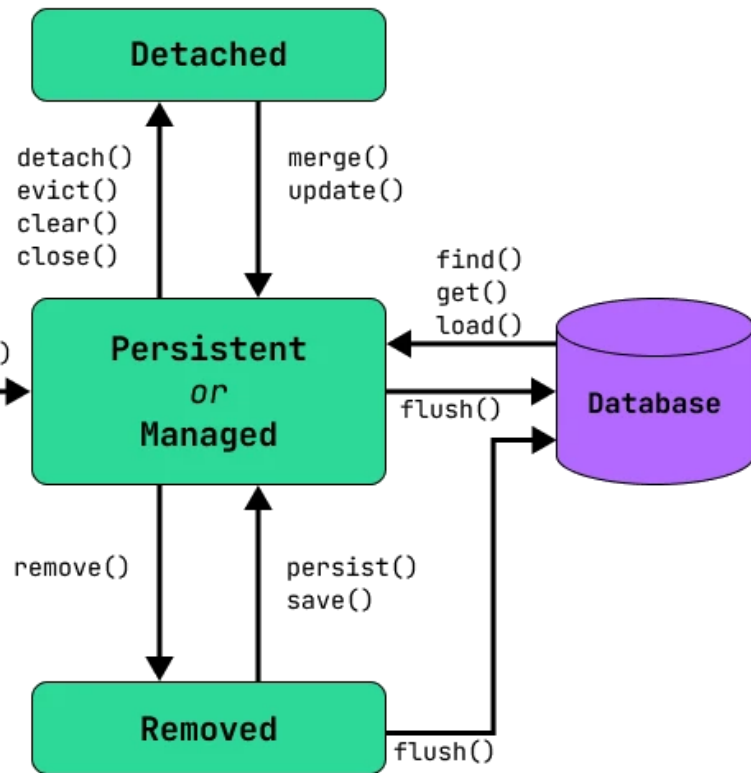 Detached
detach()
evict()
clear()
close()
merge()
update()
find()
get()
load()
)
Persistent
or
Managed
flush()
Database
remove()
persist()
save()
Removed
flush()